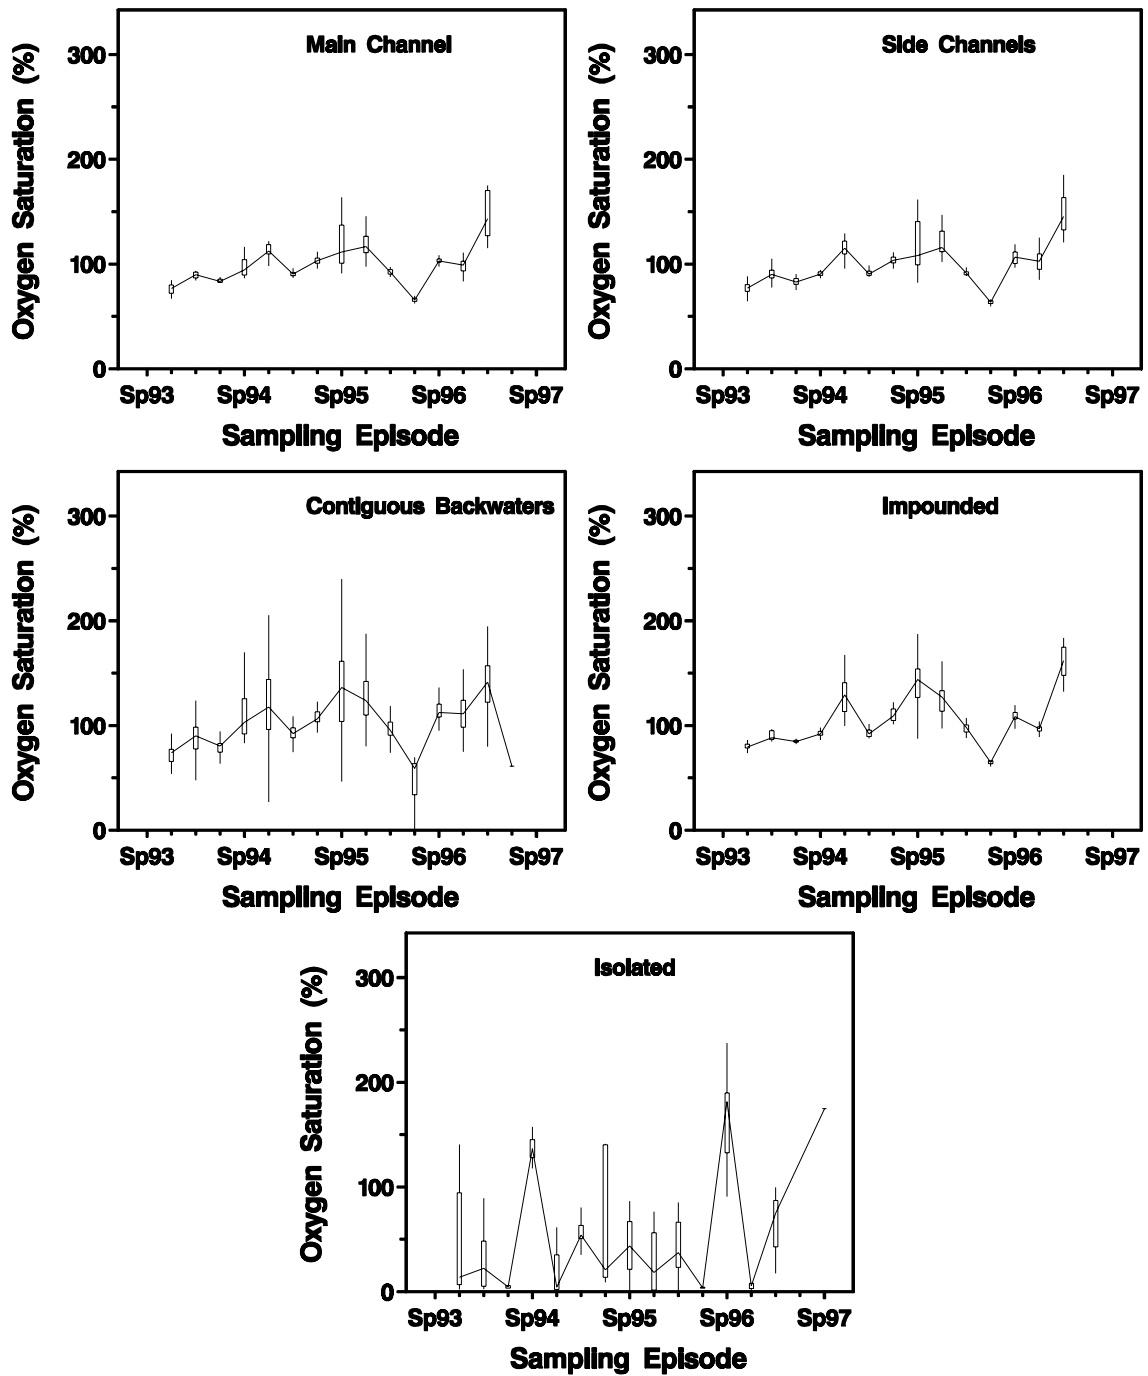 Main Channel
Oxygen Saturation (%)
300
200
100
0
Sp93 Sp94 Sp95 Sp96 Sp97
Sampling Episode
Side Channels
Oxygen Saturation (%)
300
200
100
0
Sp93 Sp94 Sp95 Sp96 Sp97
Sampling Episode
Contiguous Backwaters
Oxygen Saturation (%)
300
200
100
0
Sp93 Sp94 Sp95 Sp96 Sp97
Sampling Episode
Impounded
Oxygen Saturation (%)
300
200
100
0
Sp93 Sp94 Sp95 Sp96 Sp97
Sampling Episode
Isolated
Oxygen Saturation (%)
300
200
100
0
Sp93 Sp94 Sp95 Sp96 Sp97
Sampling Episode